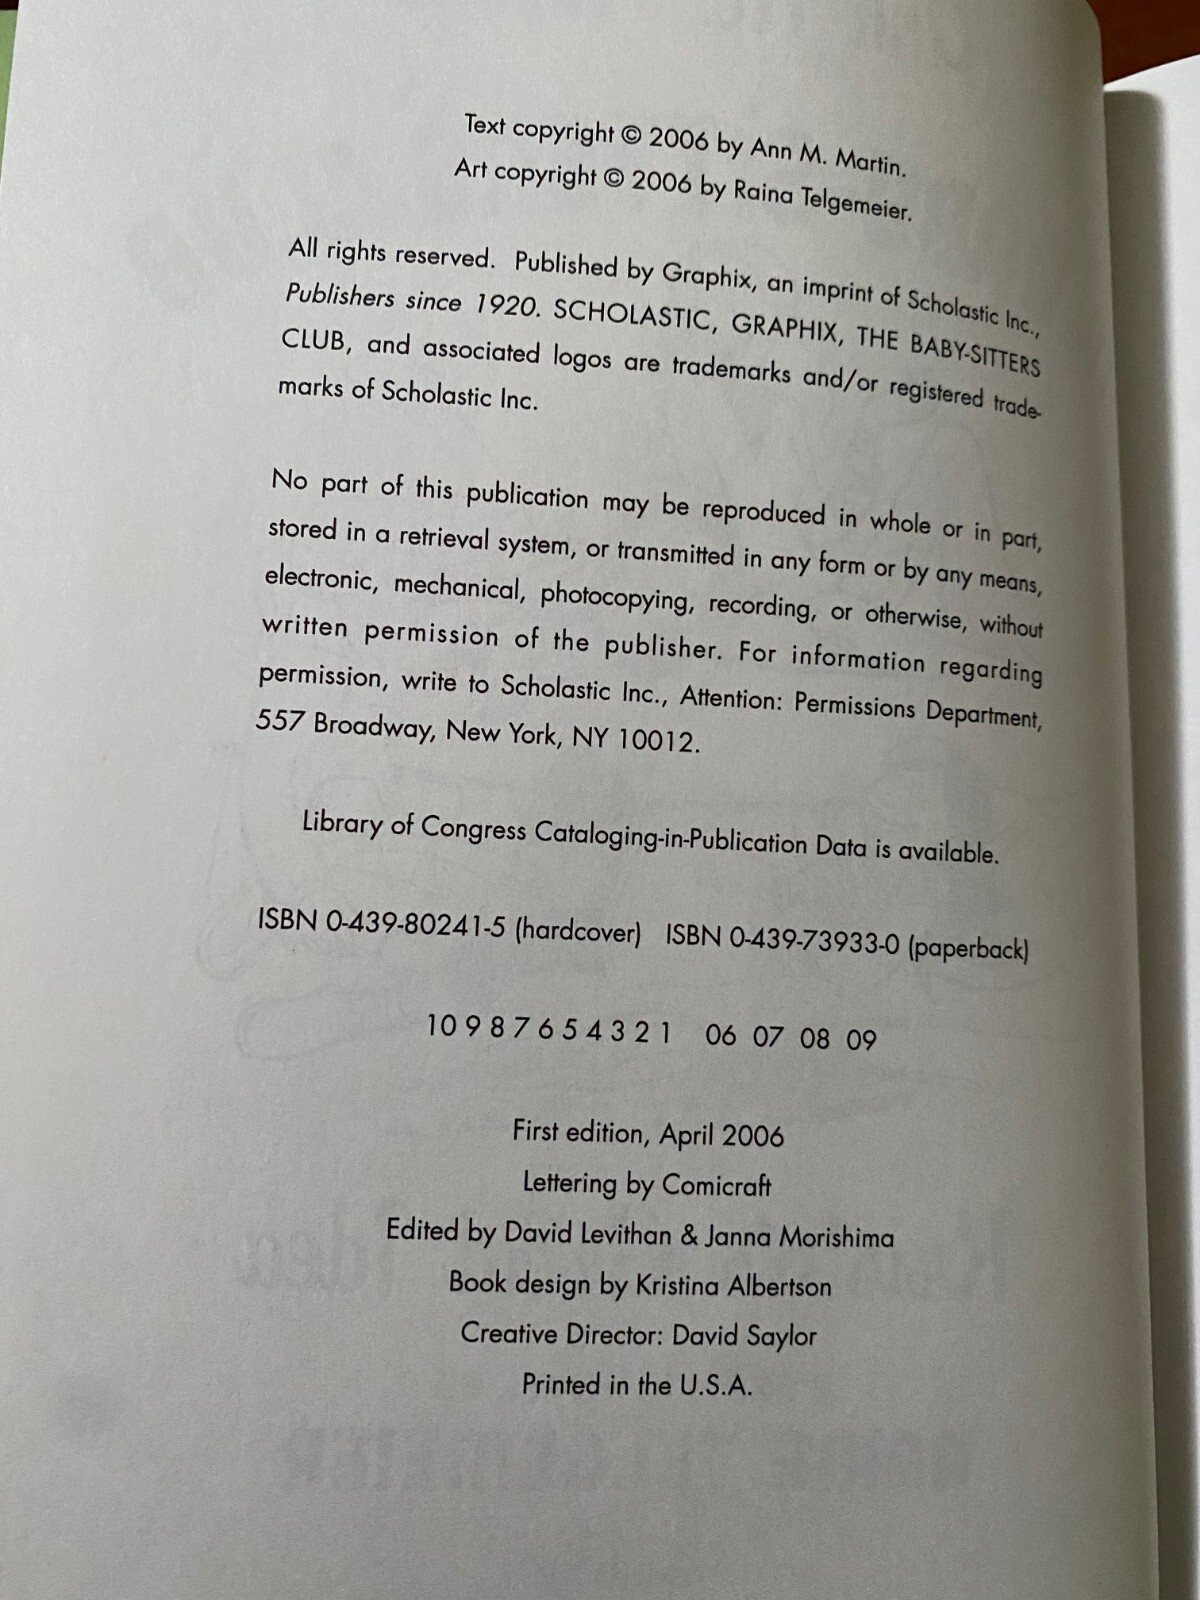 Text copyright © 2006 by Ann M. Martin.
Art copyright © 2006 by Raina Telgemeier.
All rights reserved. Published by Graphix, an imprint of Scholastic Inc.,
Publishers since 1920. SCHOLASTIC, GRAPHIX, THE BABY-SITTERS
CLUB, and associated logos are trademarks and/or registered trade-
marks of Scholastic Inc.
No part of this publication may be reproduced in whole or in part,
stored in a retrieval system, or transmitted in any form or by any means,
electronic, mechanical, photocopying, recording, or otherwise, without
written permission of the publisher. For information regarding
permission, write to Scholastic Inc., Attention: Permissions Department,
557 Broadway, New York, NY 10012.
Library of Congress Cataloging-in-Publication Data is available.
ISBN 0-439-80241-5 (hardcover) ISBN 0-439-73933-0 (paperback)
10 9 8 7 6 5 4 3 2 1 06 07 08 09
First edition, April 2006
Lettering by Comicraft
Edited by David Levithan & Janna Morishima
Book design by Kristina Albertson
Creative Director: David Saylor
Printed in the U.S.A.